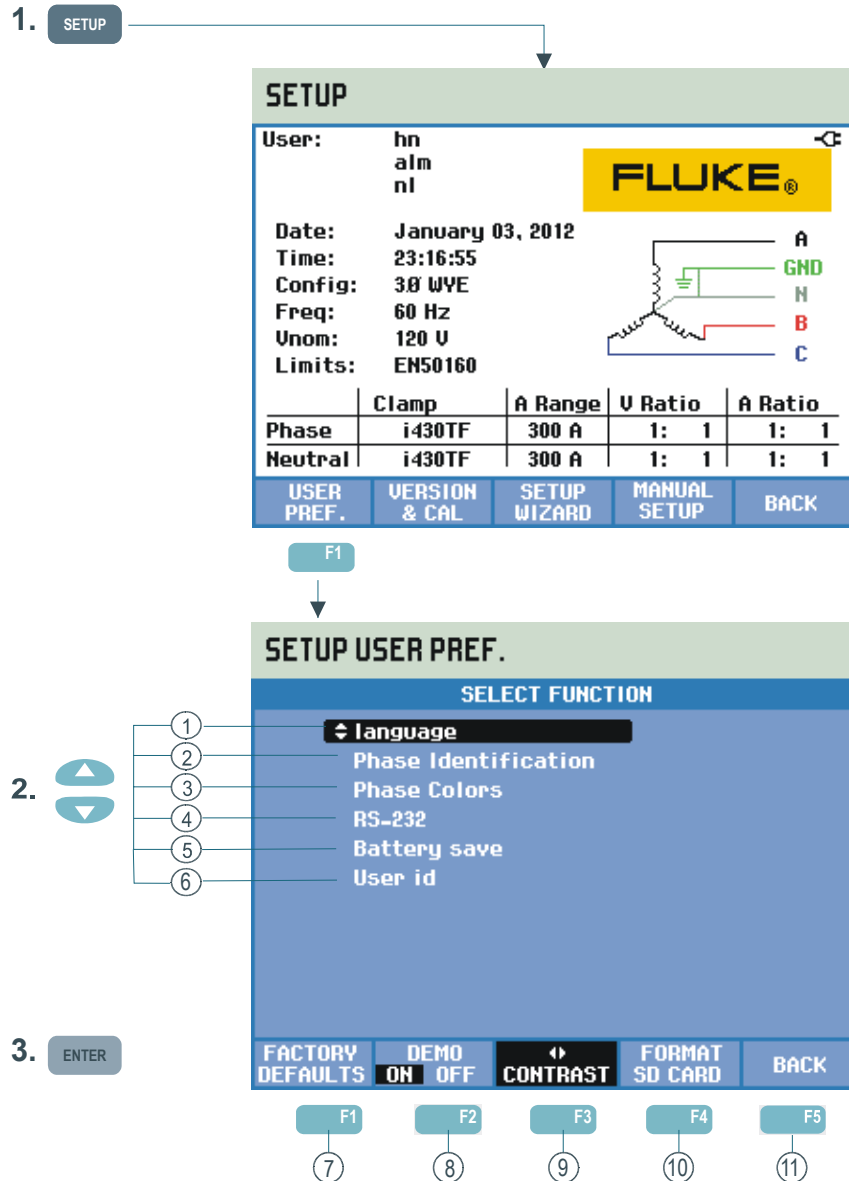 1. SETUP
SETUP
User: hn
alm
nl
FLUKE®
Date: January 03, 2012
Time: 23:16:55
Config: 3Ø WYE
Freq: 60 Hz
Vnom: 120 V
Limits: EN50160
A
GND
N
B
C
Clamp A Range V Ratio A Ratio
Phase i430TF 300 A 1: 1 1: 1
Neutral i430TF 300 A 1: 1 1: 1
USER PREF. VERSION & CAL SETUP WIZARD MANUAL SETUP BACK
F1
SETUP USER PREF.
SELECT FUNCTION
1 language
2 Phase Identification
2.
3 Phase Colors
4 RS-232
5 Battery save
6 User id
3. ENTER
FACTORY DEFAULTS DEMO ON OFF CONTRAST FORMAT SD CARD BACK
F1 F2 F3 F4 F5
7 8 9 10 11